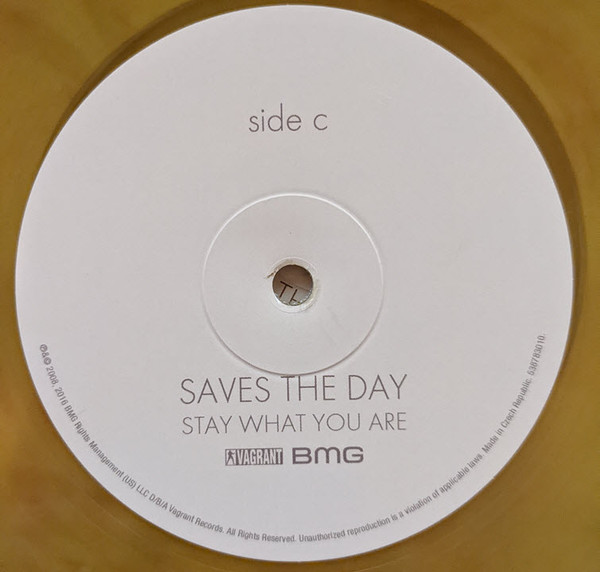 side c
TH
SAVES THE DAY
STAY WHAT YOU ARE
VAGRANT BMG
℗&© 2008, 2016 BMG Rights Management (US) LLC D/B/A Vagrant Records. All Rights Reserved. Unauthorized reproduction is a violation of applicable laws. Made in Czech Republic. 538783010.